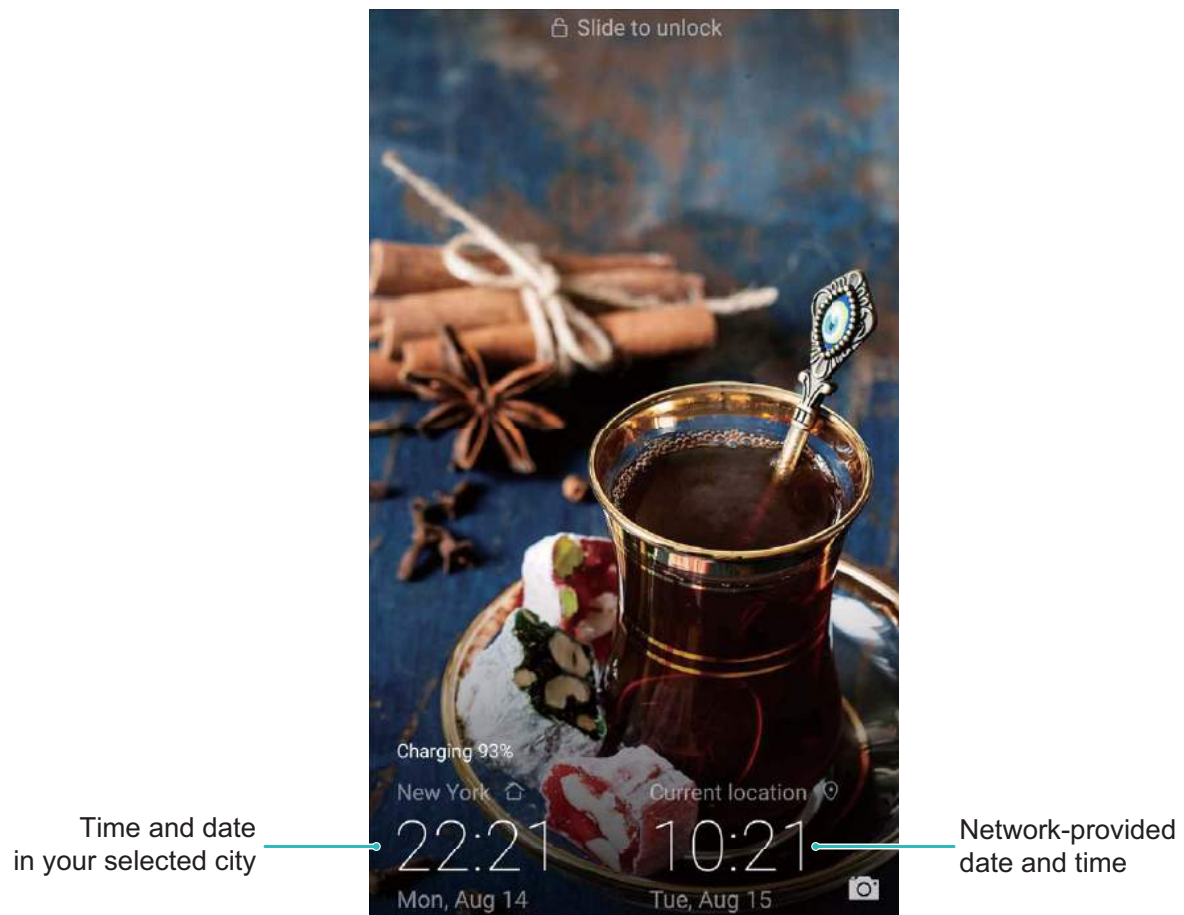 Slide to unlock
Charging 93%
New York
Current location
Time and date
in your selected city
22:21
10:21
Network-provided
date and time
Mon, Aug 14
Tue, Aug 15